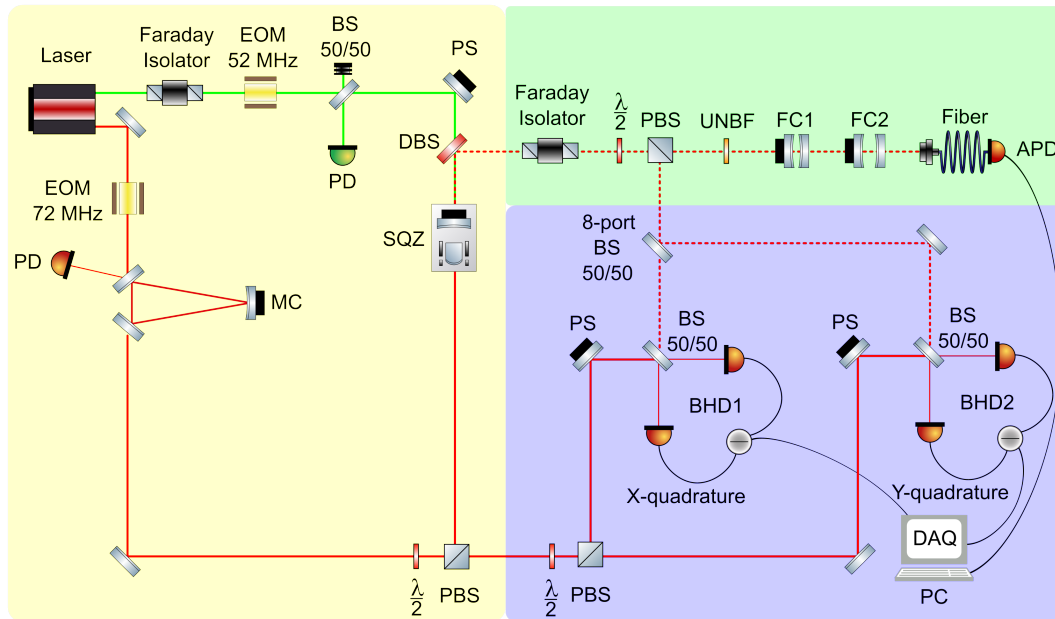 Laser
Faraday
Isolator
EOM
52 MHz
BS
50/50
PS
DBS
PD
EOM
72 MHz
PD
MC
SQZ
λ
2
PBS
Faraday
Isolator
λ
2
PBS
UNBF
FC1
FC2
Fiber
APD
8-port
BS
50/50
PS
BS
50/50
BHD1
X-quadrature
PS
BS
50/50
BHD2
Y-quadrature
DAQ
PC
λ
2
PBS